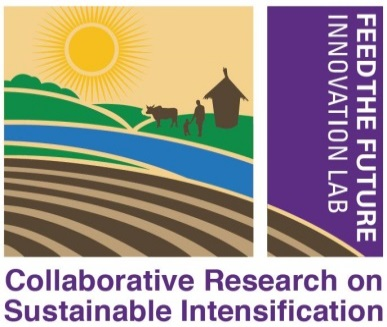 FEED THE FUTURE
INNOVATION LAB
Collaborative Research on
Sustainable Intensification